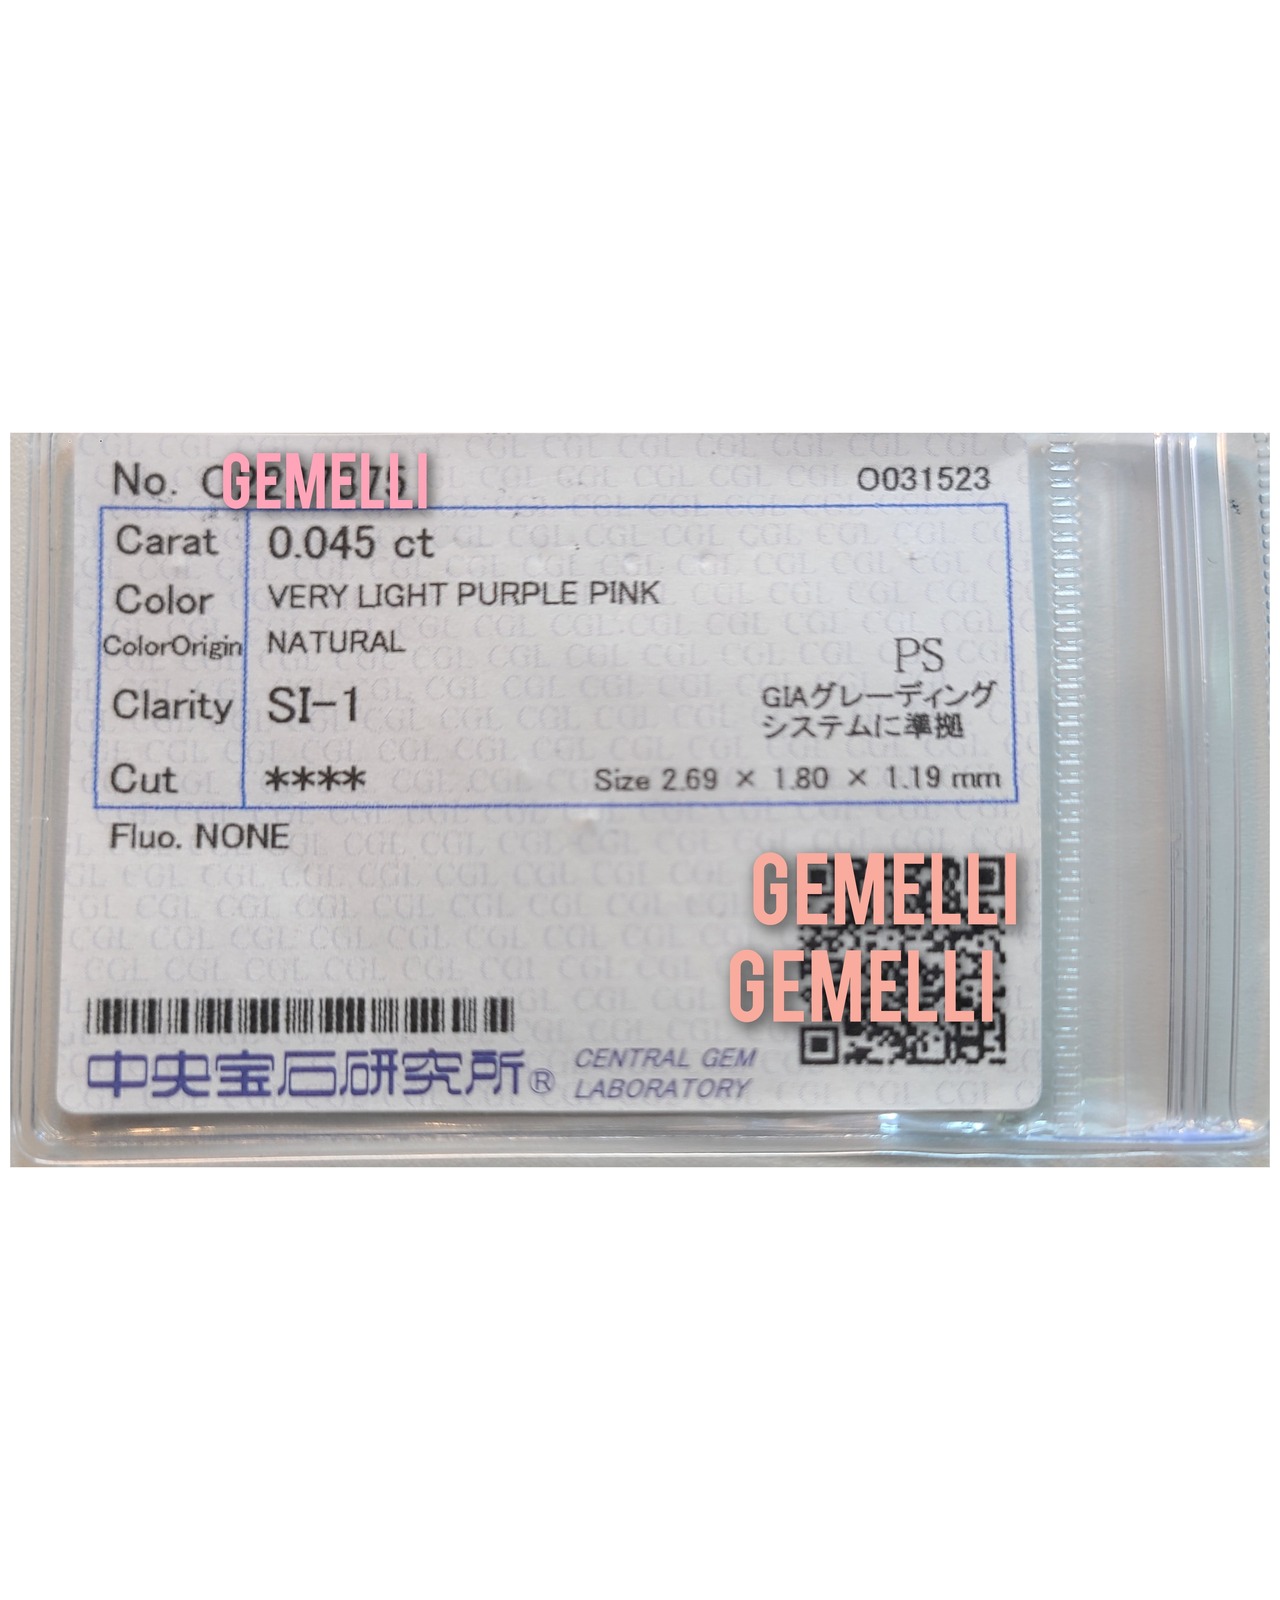 No.
GEMELLI
O031523
Carat 0.045 ct
Color VERY LIGHT PURPLE PINK
ColorOrigin NATURAL
PS
Clarity SI-1
GIAグレーディング
システムに準拠
Cut ****
Size 2.69 × 1.80 × 1.19 mm
Fluo. NONE
GEMELLI
GEMELLI
中央宝石研究所®
CENTRAL GEM
LABORATORY